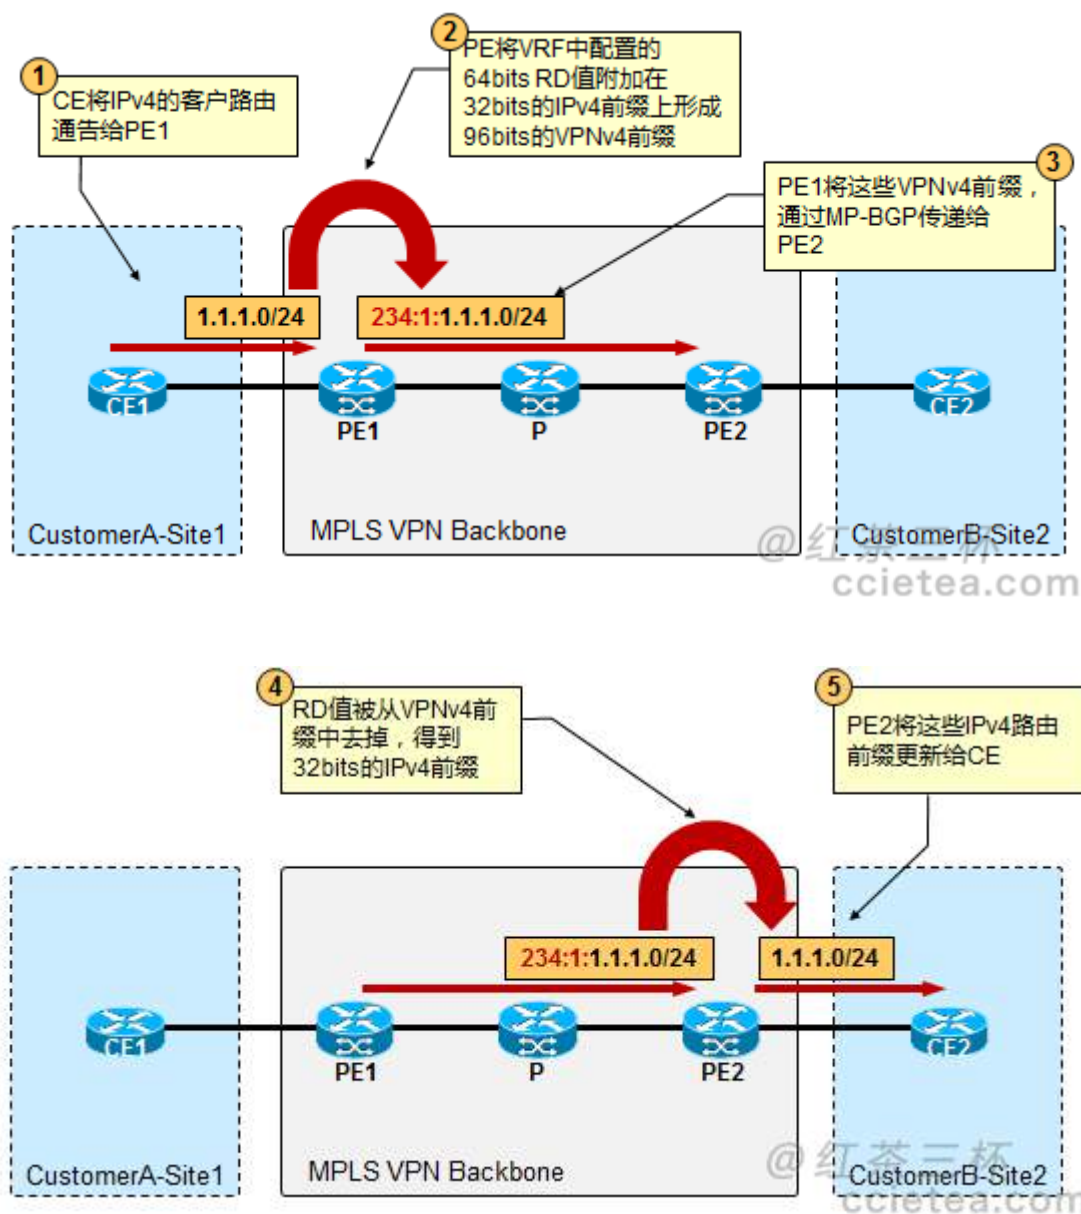 1
CE将IPv4的客户路由
通告给PE1
2
PE将VRF中配置的
64bits RD值附加在
32bits的IPv4前缀上形成
96bits的VPNv4前缀
3
PE1将这些VPNv4前缀，
通过MP-BGP传递给
PE2
1.1.1.0/24
234:1:1.1.1.0/24
CE1
PE1
P
PE2
CE2
CustomerA-Site1
MPLS VPN Backbone
CustomerB-Site2
@红茶三杯
ccietea.com
4
RD值被从VPNv4前
缀中去掉，得到
32bits的IPv4前缀
5
PE2将这些IPv4路由
前缀更新给CE
234:1:1.1.1.0/24
1.1.1.0/24
CE1
PE1
P
PE2
CE2
CustomerA-Site1
MPLS VPN Backbone
CustomerB-Site2
@红茶三杯
ccietea.com